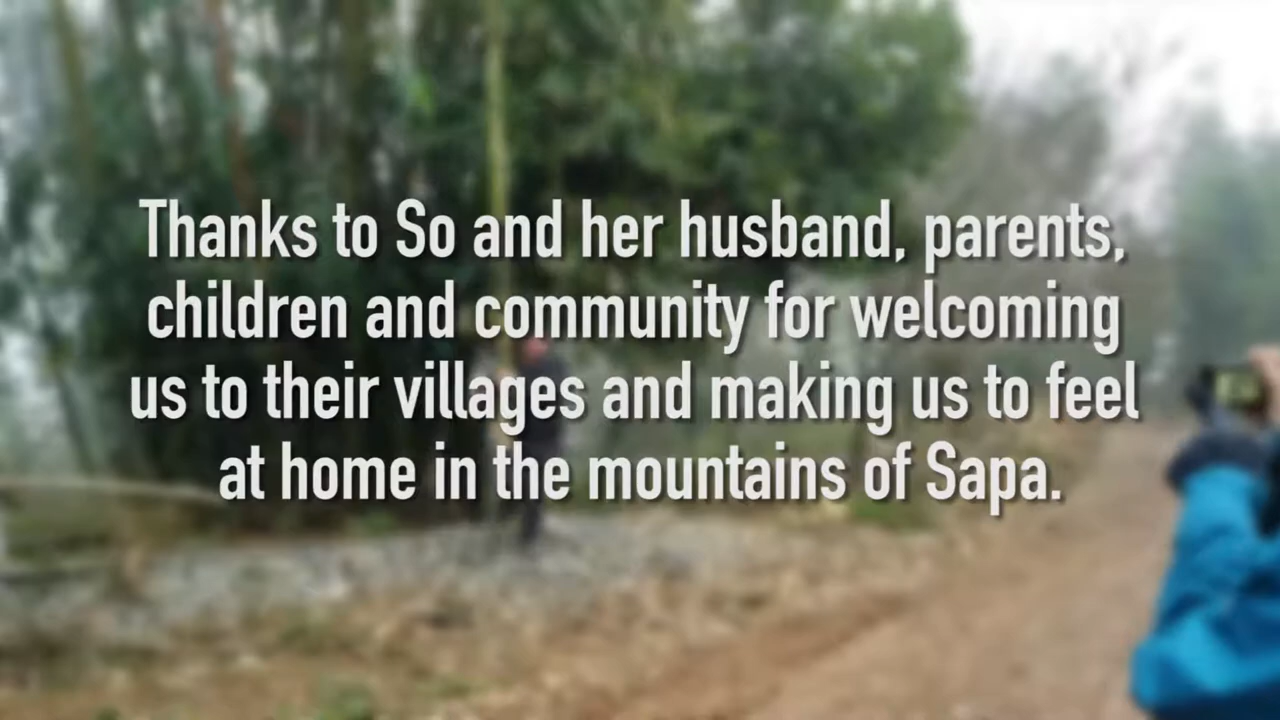 Thanks to So and her husband, parents,
children and community for welcoming
us to their villages and making us to feel
at home in the mountains of Sapa.